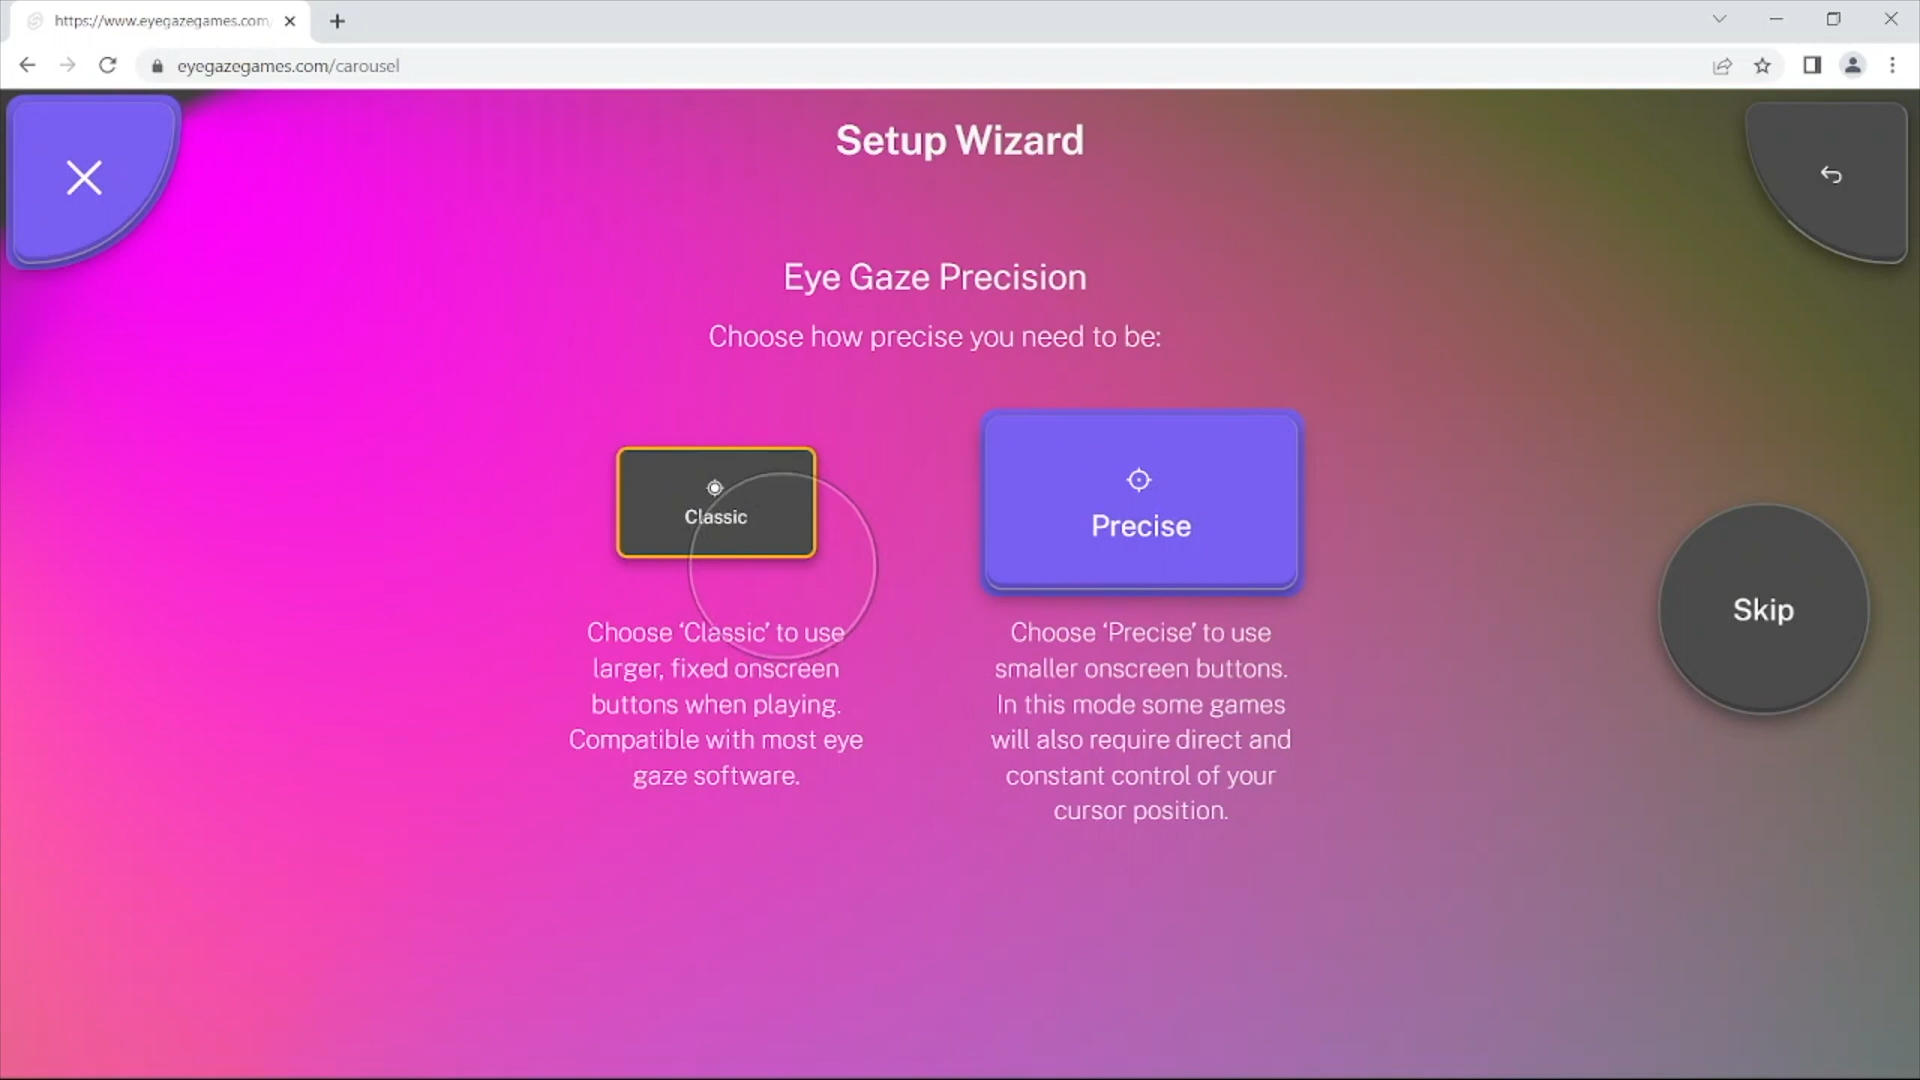 https://www.eyegazegames.com
eyegazegames.com/carousel
Setup Wizard
Eye Gaze Precision
Choose how precise you need to be:
Classic
Precise
Choose ‘Classic’ to use
larger, fixed onscreen
buttons when playing.
Compatible with most eye
gaze software.
Choose ‘Precise’ to use
smaller onscreen buttons.
In this mode some games
will also require direct and
constant control of your
cursor position.
Skip